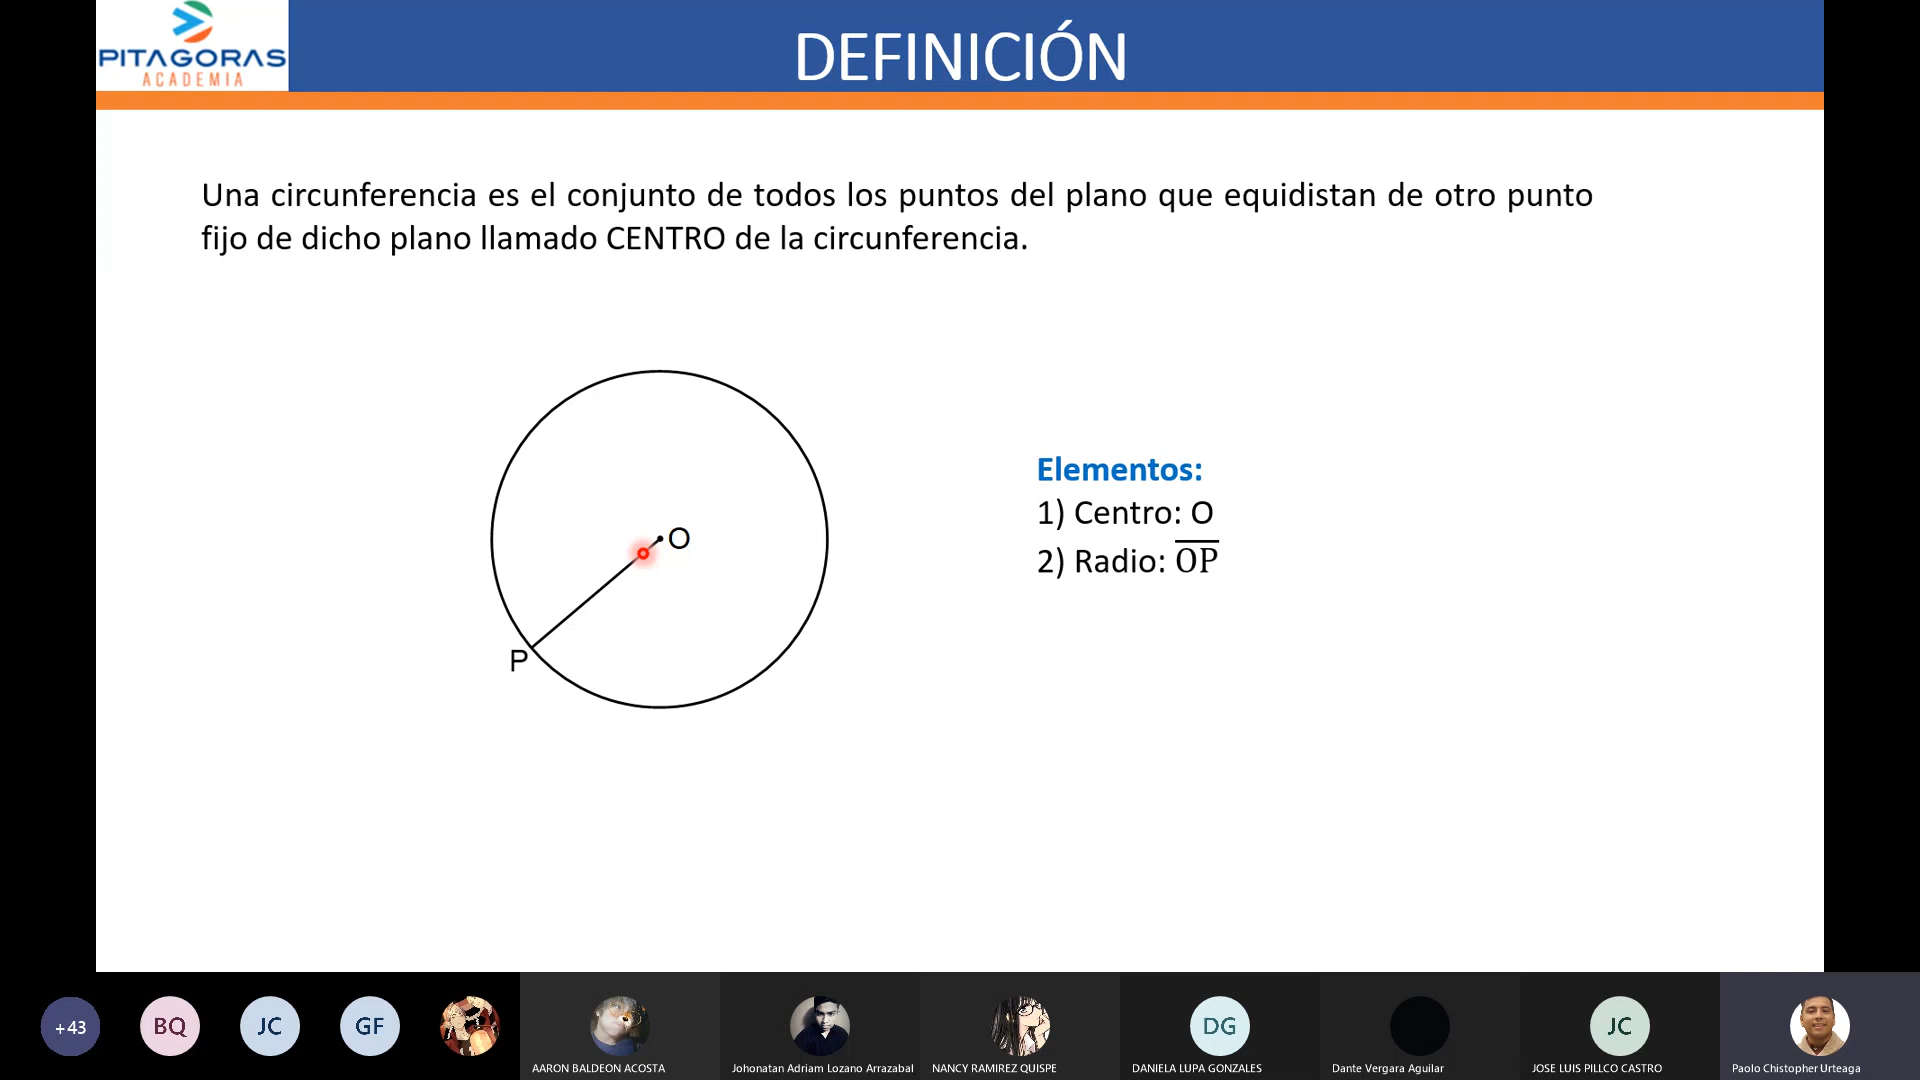 PITAGORAS
ACADEMIA
DEFINICIÓN
Una circunferencia es el conjunto de todos los puntos del plano que equidistan de otro punto
fijo de dicho plano llamado CENTRO de la circunferencia.
O
P
Elementos:
1) Centro: O
2) Radio: O̅P̅
+43
BQ
JC
GF
DG
JC
AARON BALDEON ACOSTA
Johonatan Adriam Lozano Arrazabal
NANCY RAMIREZ QUISPE
DANIELA LUPA GONZALES
Dante Vergara Aguilar
JOSE LUIS PILLCO CASTRO
Paolo Chistopher Urteaga